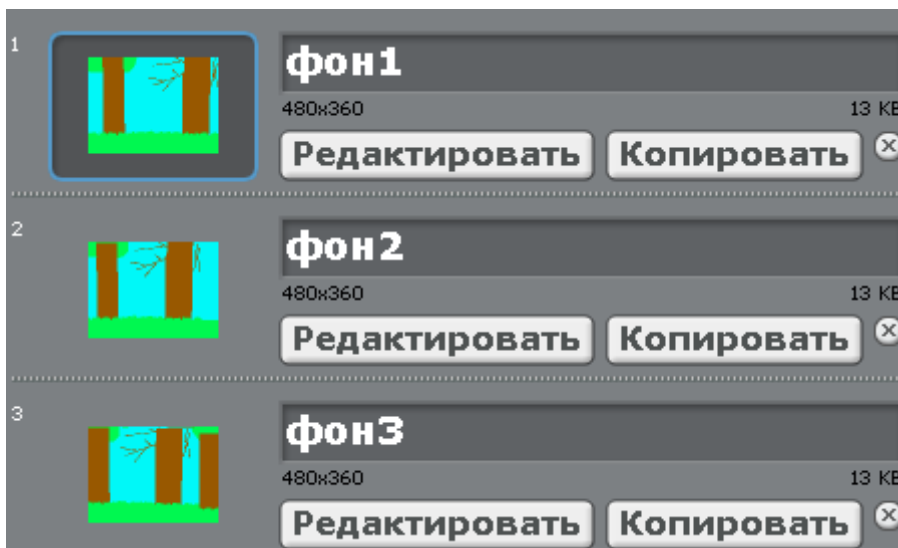 1
фон1
480x360 13 KB
Редактировать Копировать
2
фон2
480x360 13 KB
Редактировать Копировать
3
фон3
480x360 13 KB
Редактировать Копировать